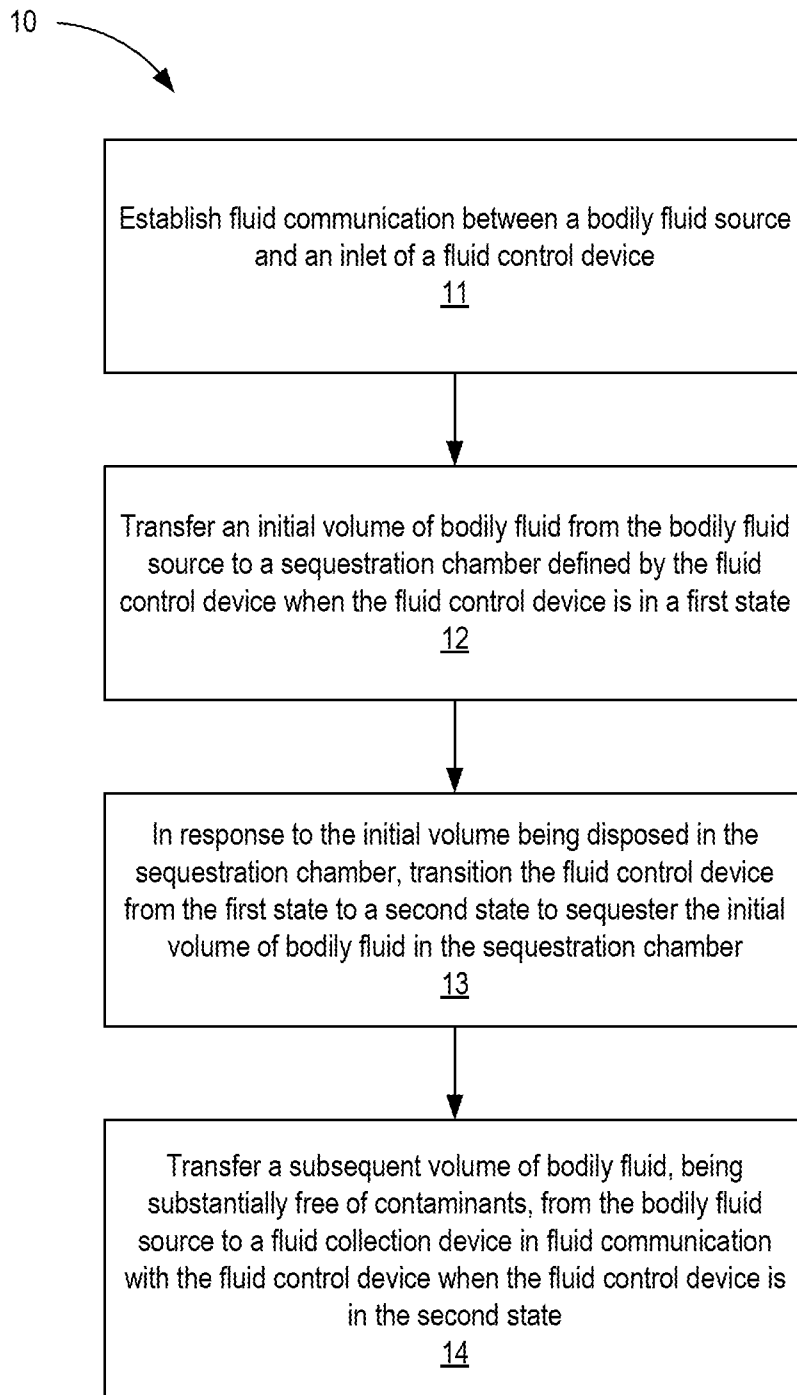 10
Establish fluid communication between a bodily fluid source
and an inlet of a fluid control device
11
Transfer an initial volume of bodily fluid from the bodily fluid
source to a sequestration chamber defined by the fluid
control device when the fluid control device is in a first state
12
In response to the initial volume being disposed in the
sequestration chamber, transition the fluid control device
from the first state to a second state to sequester the initial
volume of bodily fluid in the sequestration chamber
13
Transfer a subsequent volume of bodily fluid, being
substantially free of contaminants, from the bodily fluid
source to a fluid collection device in fluid communication
with the fluid control device when the fluid control device is
in the second state
14